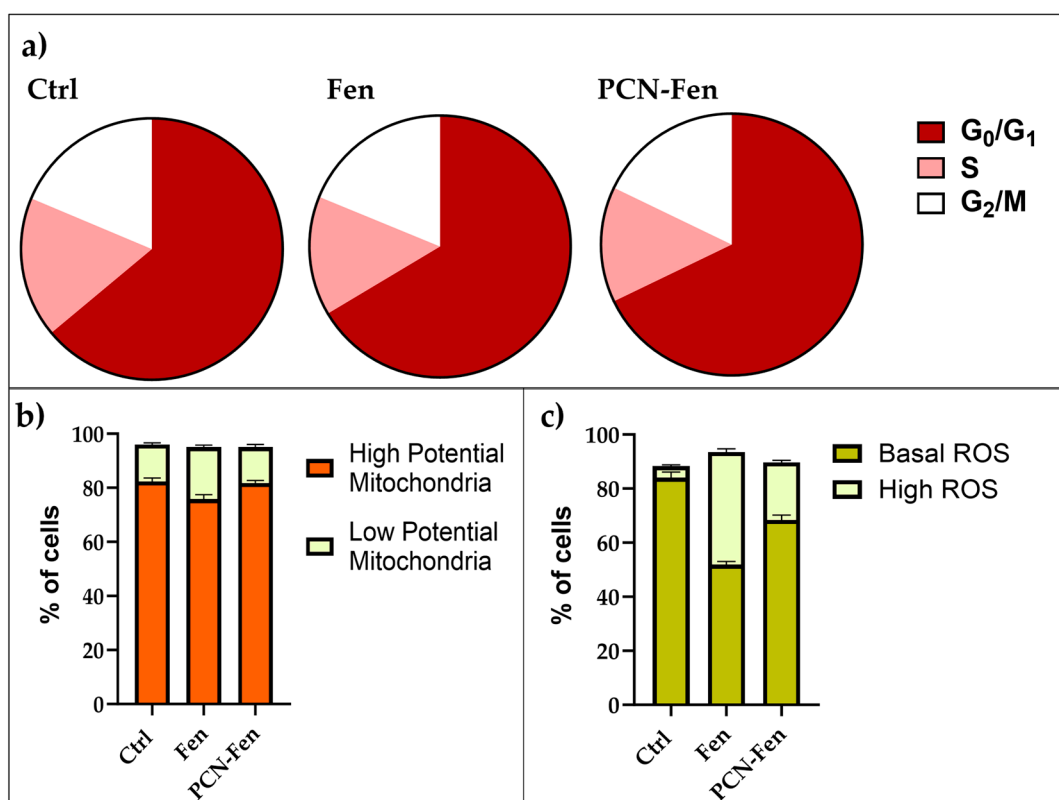 a)
Ctrl
Fen
PCN-Fen
G₀/G₁
S
G₂/M
b)
% of cells
100
80
60
40
20
0
Ctrl
Fen
PCN-Fen
High Potential
Mitochondria
Low Potential
Mitochondria
c)
% of cells
100
80
60
40
20
0
Ctrl
Fen
PCN-Fen
Basal ROS
High ROS